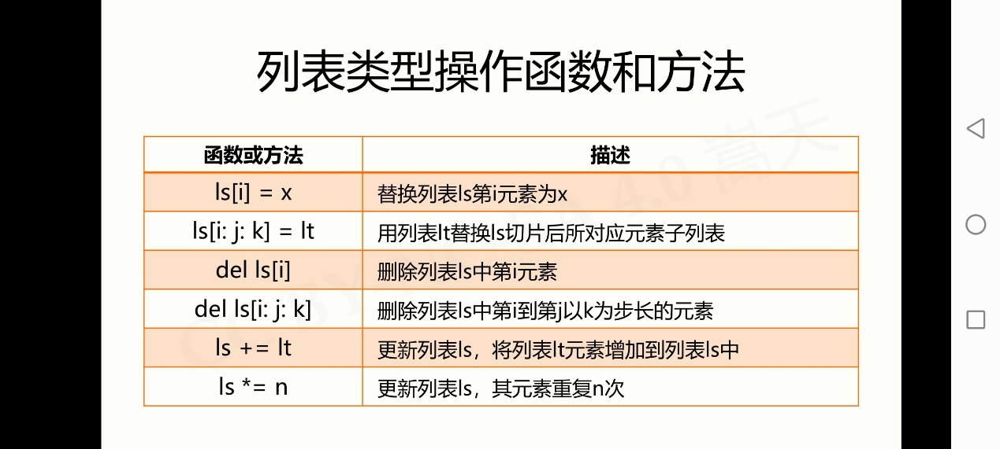 列表类型操作函数和方法
函数或方法 描述
ls[i] = x 替换列表ls第i元素为x
ls[i: j: k] = lt 用列表lt替换ls切片后所对应元素子列表
del ls[i] 删除列表ls中第i元素
del ls[i: j: k] 删除列表ls中第i到第j以k为步长的元素
ls += lt 更新列表ls，将列表lt元素增加到列表ls中
ls *= n 更新列表ls，其元素重复n次
CC BY 4.0 嵩天